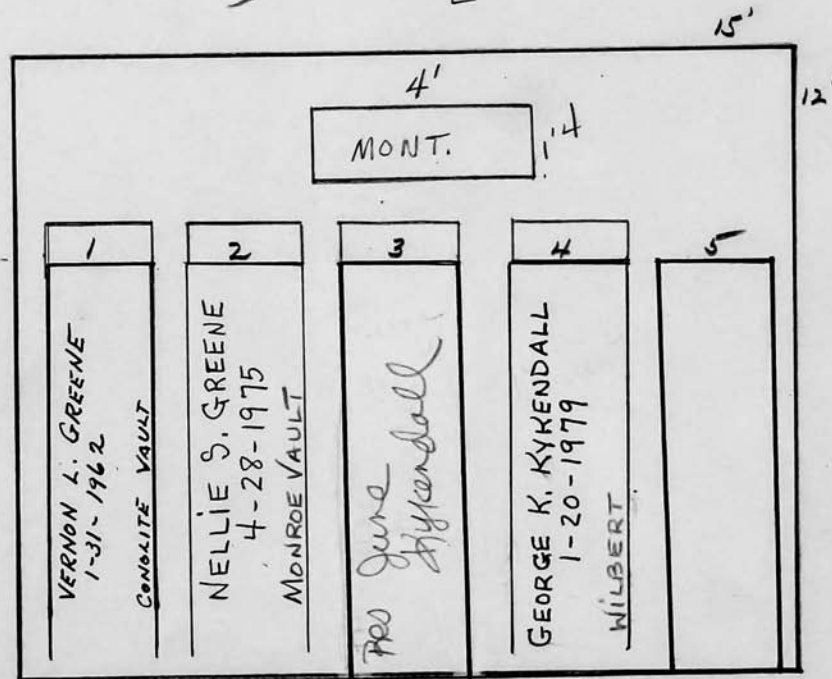 15'
12'
4'
MONT.
1'4
1
2
3
4
5
VERNON L. GREENE
1-31-1962
CONOLITE VAULT
NELLIE S. GREENE
4-28-1975
MONROE VAULT
Res June
Kykendall
GEORGE K. KYKENDALL
1-20-1979
WILBERT